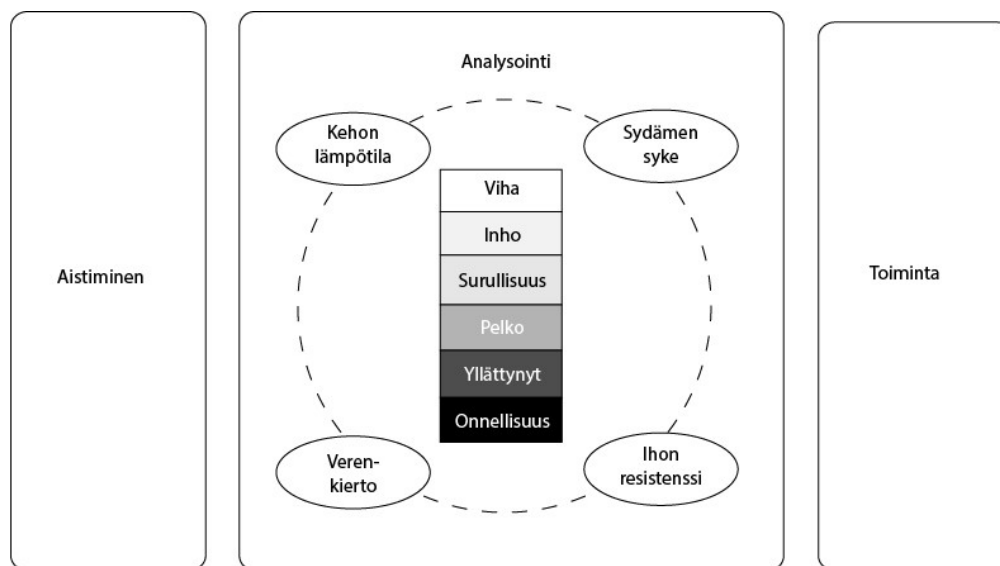 Aistiminen
Analysointi
Kehon
lämpötila
Sydämen
syke
Viha
Inho
Surullisuus
Pelko
Yllättynyt
Onnellisuus
Veren-
kierto
Ihon
resistenssi
Toiminta